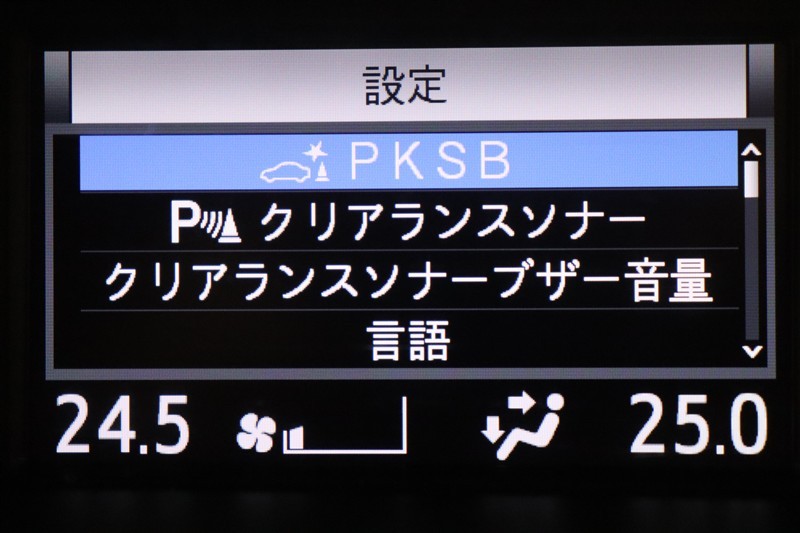 設定
PKSB
P クリアランスソナー
クリアランスソナーブザー音量
言語
24.5 25.0